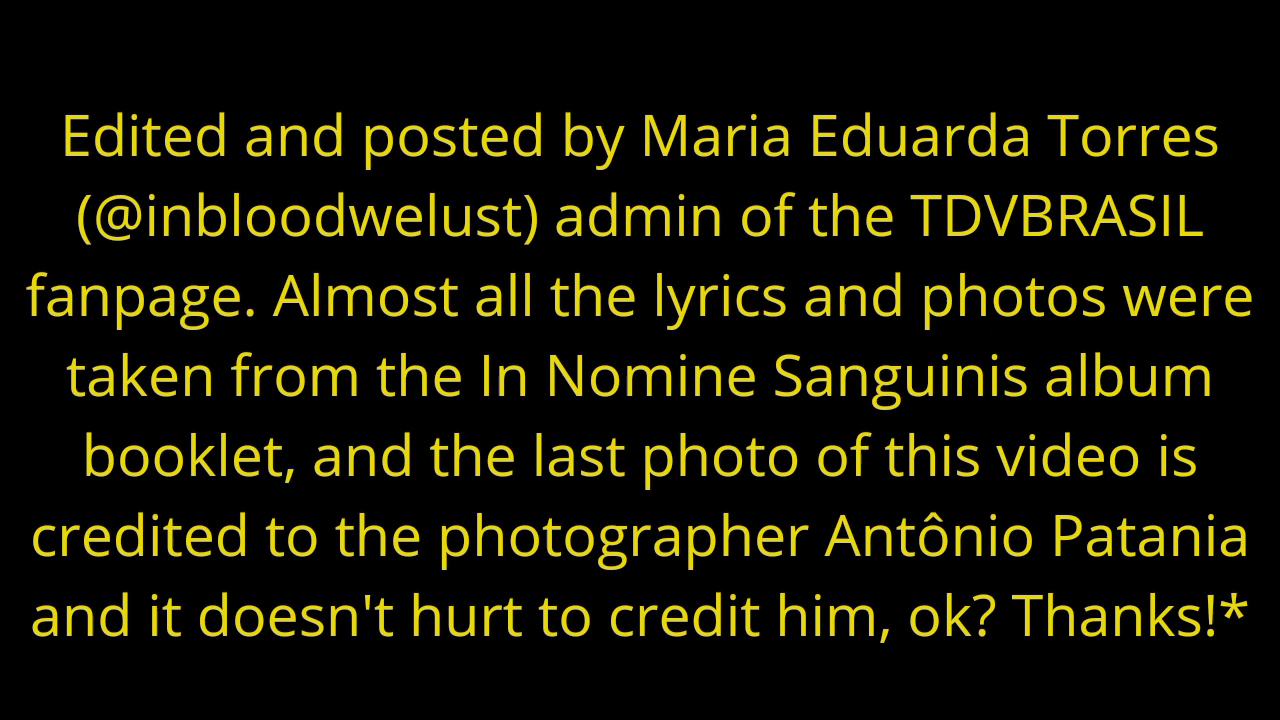 Edited and posted by Maria Eduarda Torres
(@inbloodwelust) admin of the TDVBRASIL
fanpage. Almost all the lyrics and photos were
taken from the In Nomine Sanguinis album
booklet, and the last photo of this video is
credited to the photographer Antônio Patania
and it doesn't hurt to credit him, ok? Thanks!*